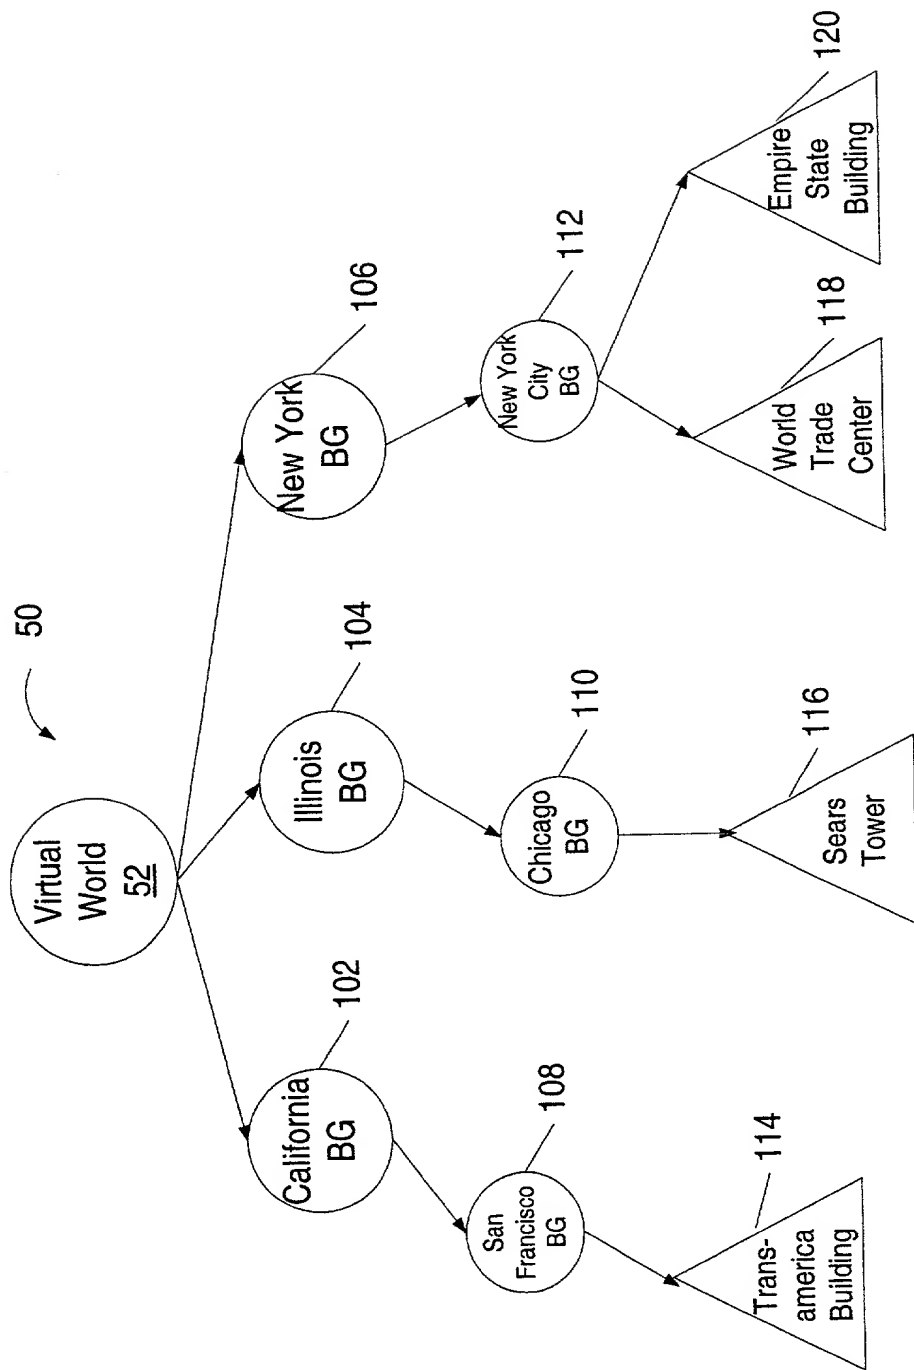 50
Virtual
World
52
California
BG
102
Illinois
BG
104
New York
BG
106
San
Francisco
BG
108
Chicago
BG
110
New York
City
BG
112
Trans-
america
Building
114
Sears
Tower
116
World
Trade
Center
118
Empire
State
Building
120